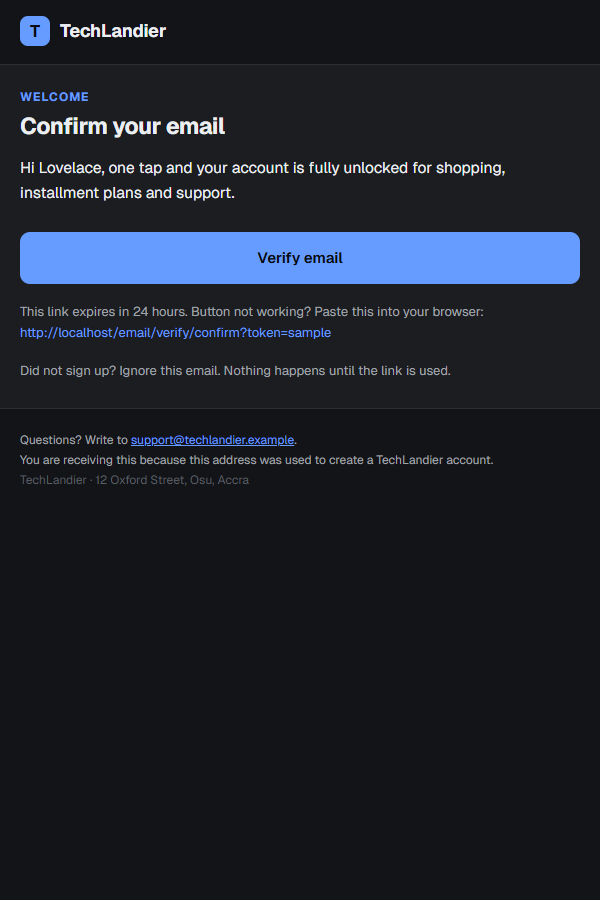 T TechLandier
WELCOME
Confirm your email
Hi Lovelace, one tap and your account is fully unlocked for shopping,
installment plans and support.
Verify email
This link expires in 24 hours. Button not working? Paste this into your browser:
http://localhost/email/verify/confirm?token=sample
Did not sign up? Ignore this email. Nothing happens until the link is used.
Questions? Write to support@techlandier.example.
You are receiving this because this address was used to create a TechLandier account.
TechLandier · 12 Oxford Street, Osu, Accra